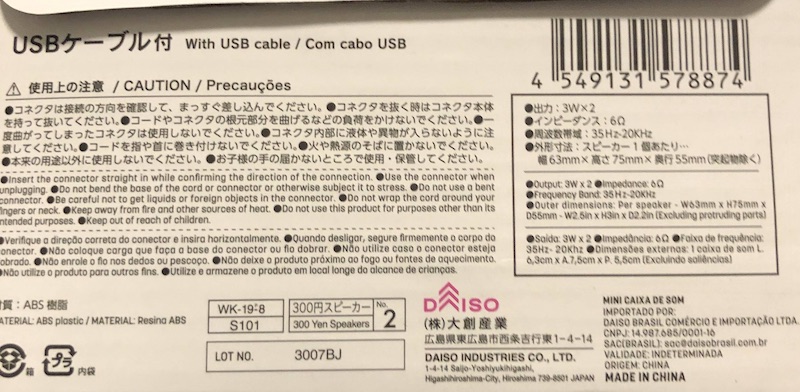 USBケーブル付 With USB cable / Com cabo USB
4 549131 578874
使用上の注意 / CAUTION / Precauções
●コネクタは接続の方向を確認して、まっすぐ差し込んでください。●コネクタを抜く時はコネクタ本体
を持って抜いてください。●コードやコネクタの根元部分を曲げるなどの負荷をかけないでください。●一
度曲がってしまったコネクタは使用しないでください。●コネクタ内部に液体や異物が入らないように注
意してください。●コードを指や首に巻き付けないでください。●火や熱源のそばに置かないでください。
●本来の用途以外に使用しないでください。●お子様の手の届かないところで使用・保管してください。
●Insert the connector straight in while confirming the direction of the connection. ●Use the connector when
unplugging. ●Do not bend the base of the cord or connector or otherwise subject it to stress. ●Do not use a bent
connector. ●Be careful not to get liquids or foreign objects in the connector. ●Do not wrap the cord around your
fingers or neck. ●Keep away from fire and other sources of heat. ●Do not use this product for purposes other than its
intended purposes. ●Keep out of reach of children.
●Verifique a direção correta do conector e insira horizontalmente. ●Quando desligar, segure firmemente o corpo do
conector. ●Não coloque carga que faça a base do conector ou fio dobrar. ●Não utilize caso o conector esteja
dobrado. ●Não enrole o fio nos dedos ou pescoço. ●Não deixe o produto próximo ao fogo ou fontes de aquecimento.
●Não utilize o produto para outros fins. ●Utilize e armazene o produto em local longe do alcance de crianças.
●出力：3W×2
●インピーダンス：6Ω
●周波数帯域：35Hz-20KHz
●外形寸法：スピーカー1個あたり…
幅63mm×高さ75mm×奥行55mm(突起物除く)
●Output: 3W x 2 ●Impedance: 6Ω
●Frequency Band: 35Hz-20KHz
●Outer dimensions: Per speaker - W63mm x H75mm x
D55mm - W2.5in x H3in x D2.2in (Excluding protruding parts)
●Saída: 3W x 2 ●Impedância: 6Ω ●Faixa de frequência:
35Hz- 20Khz ●Dimensões externas: 1 caixa de som L.
6,3cm x A.7,5cm x P. 5,5cm (Excluindo saliências)
材質：ABS 樹脂
MATERIAL: ABS plastic / MATERIAL: Resina ABS
箱 プラ 内袋
WK-19-8
S101
300円スピーカー
300 Yen Speakers
No.
2
LOT NO. 3007BJ
DAISO
(株)大創産業
広島県東広島市西条吉行東1-4-14
DAISO INDUSTRIES CO., LTD.
1-4-14 Saijo-Yoshiyukihigashi,
Higashihiroshima-City, Hiroshima 739-8501 JAPAN
MINI CAIXA DE SOM
IMPORTADO POR:
DAISO BRASIL COMÉRCIO E IMPORTAÇÃO LTDA.
CNPJ: 14.987.685/0001-46
SAC(BRASIL): sac@daisobrasil.com.br
VALIDADE: INDETERMINADA
ORIGEM: CHINA
MADE IN CHINA